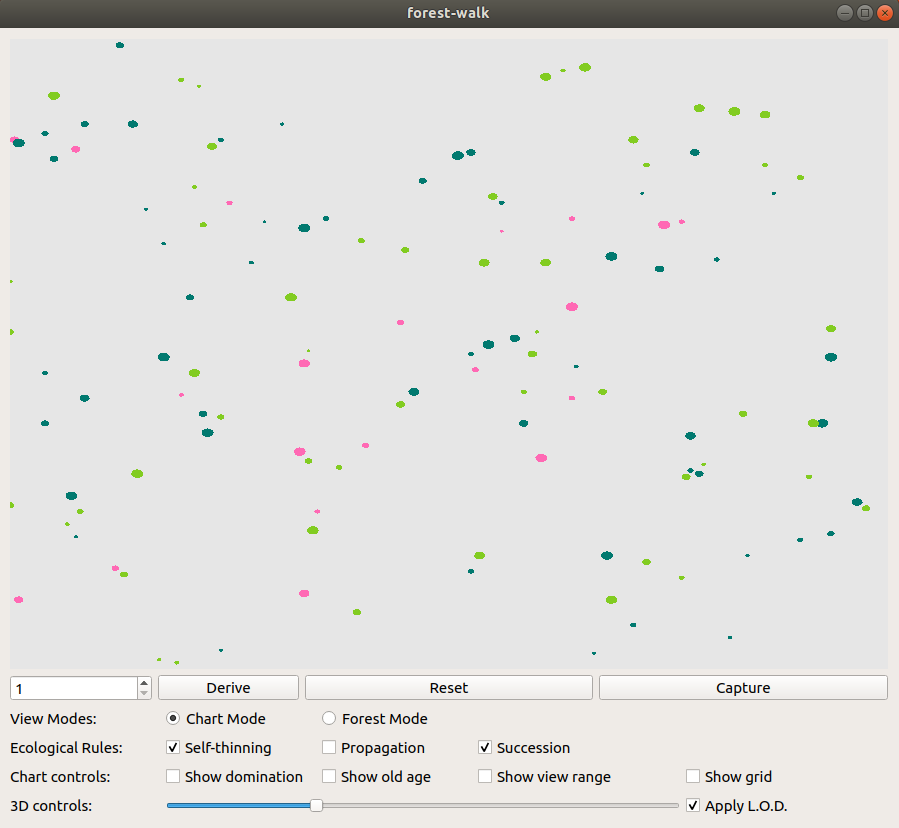 forest-walk
1 Derive Reset Capture
View Modes: Chart Mode Forest Mode
Ecological Rules: Self-thinning Propagation Succession
Chart controls: Show domination Show old age Show view range Show grid
3D controls: Apply L.O.D.